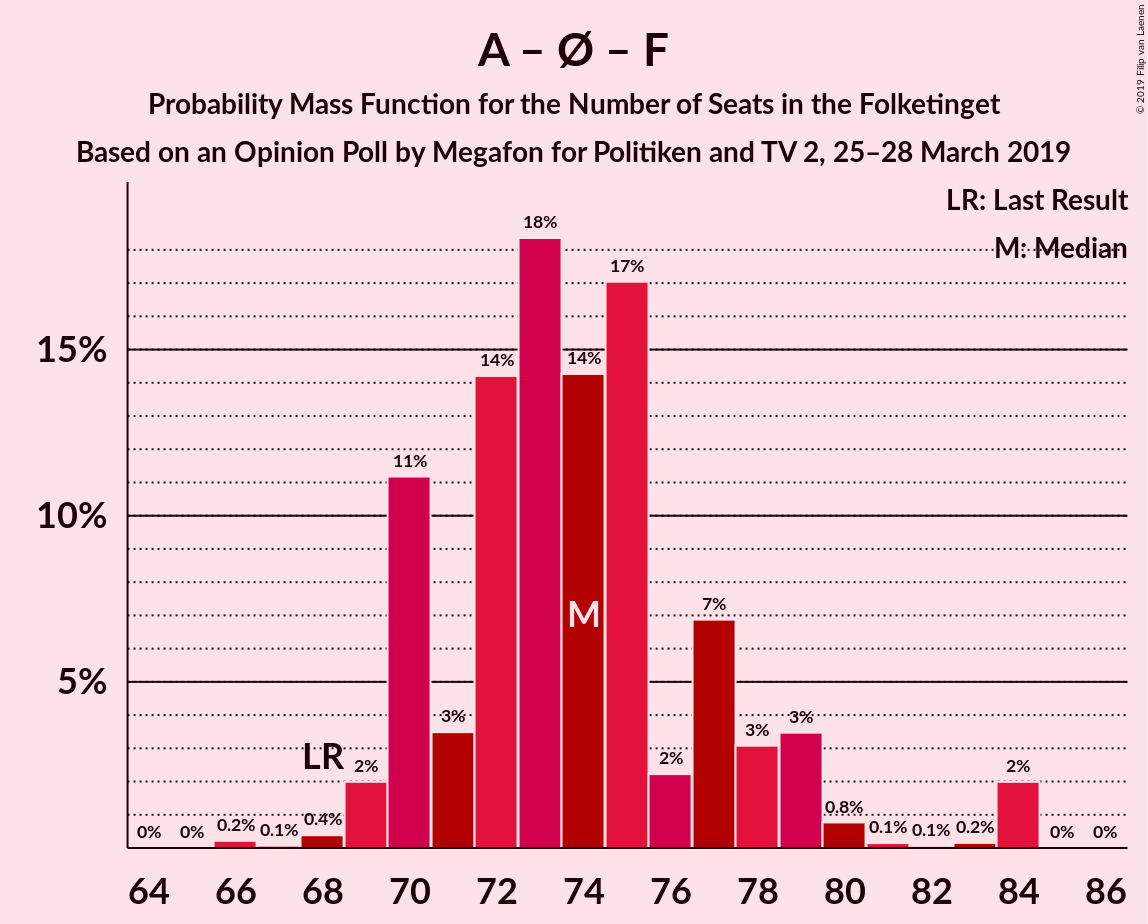 A – Ø – F
Probability Mass Function for the Number of Seats in the Folketinget
Based on an Opinion Poll by Megafon for Politiken and TV 2, 25–28 March 2019
© 2019 Filip van Laenen
LR: Last Result
M: Median
15%
10%
5%
0%
0%
0.2%
0.1%
0.4%
LR
2%
11%
3%
14%
18%
14%
M
17%
2%
7%
3%
3%
0.8%
0.1%
0.1%
0.2%
2%
0%
0%
64 66 68 70 72 74 76 78 80 82 84 86